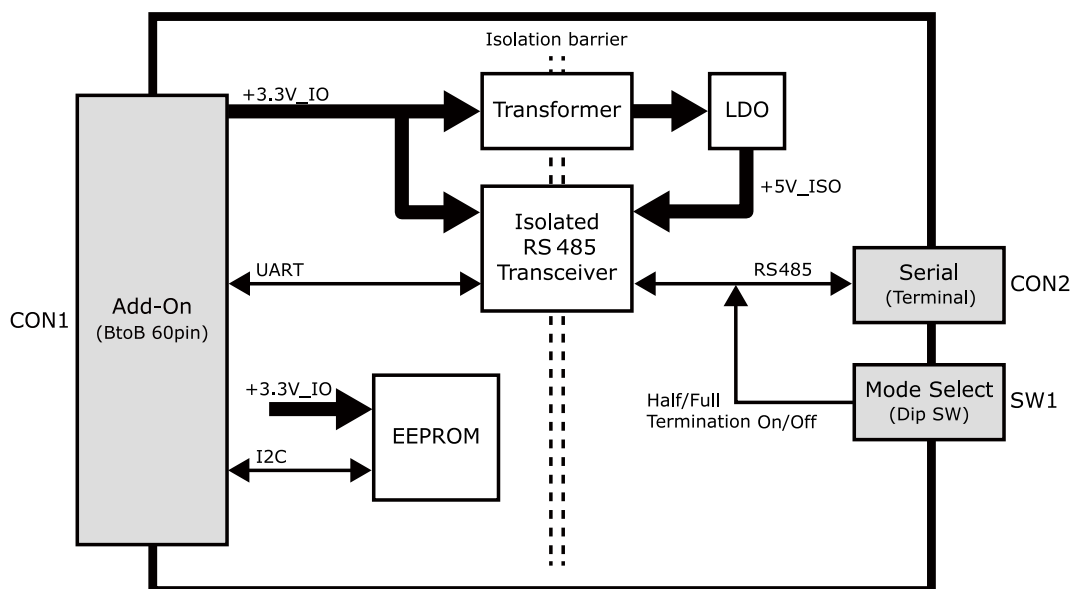 Isolation barrier
+3.3V_IO
Transformer
LDO
+5V_ISO
Isolated
RS 485
Transceiver
UART
RS485
Serial
(Terminal)
CON2
Add-On
(BtoB 60pin)
CON1
Mode Select
(Dip SW)
SW1
Half/Full
Termination On/Off
+3.3V_IO
EEPROM
I2C